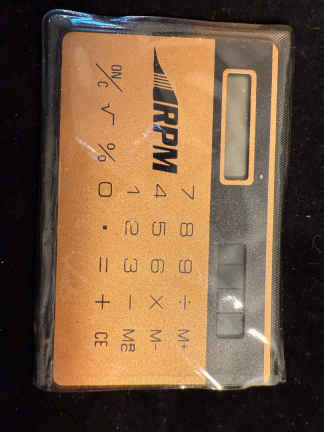 RPM
7 8 9 ÷ M+
4 5 6 × M-
ON/C √ % 1 2 3 − MR
0 . = + CE